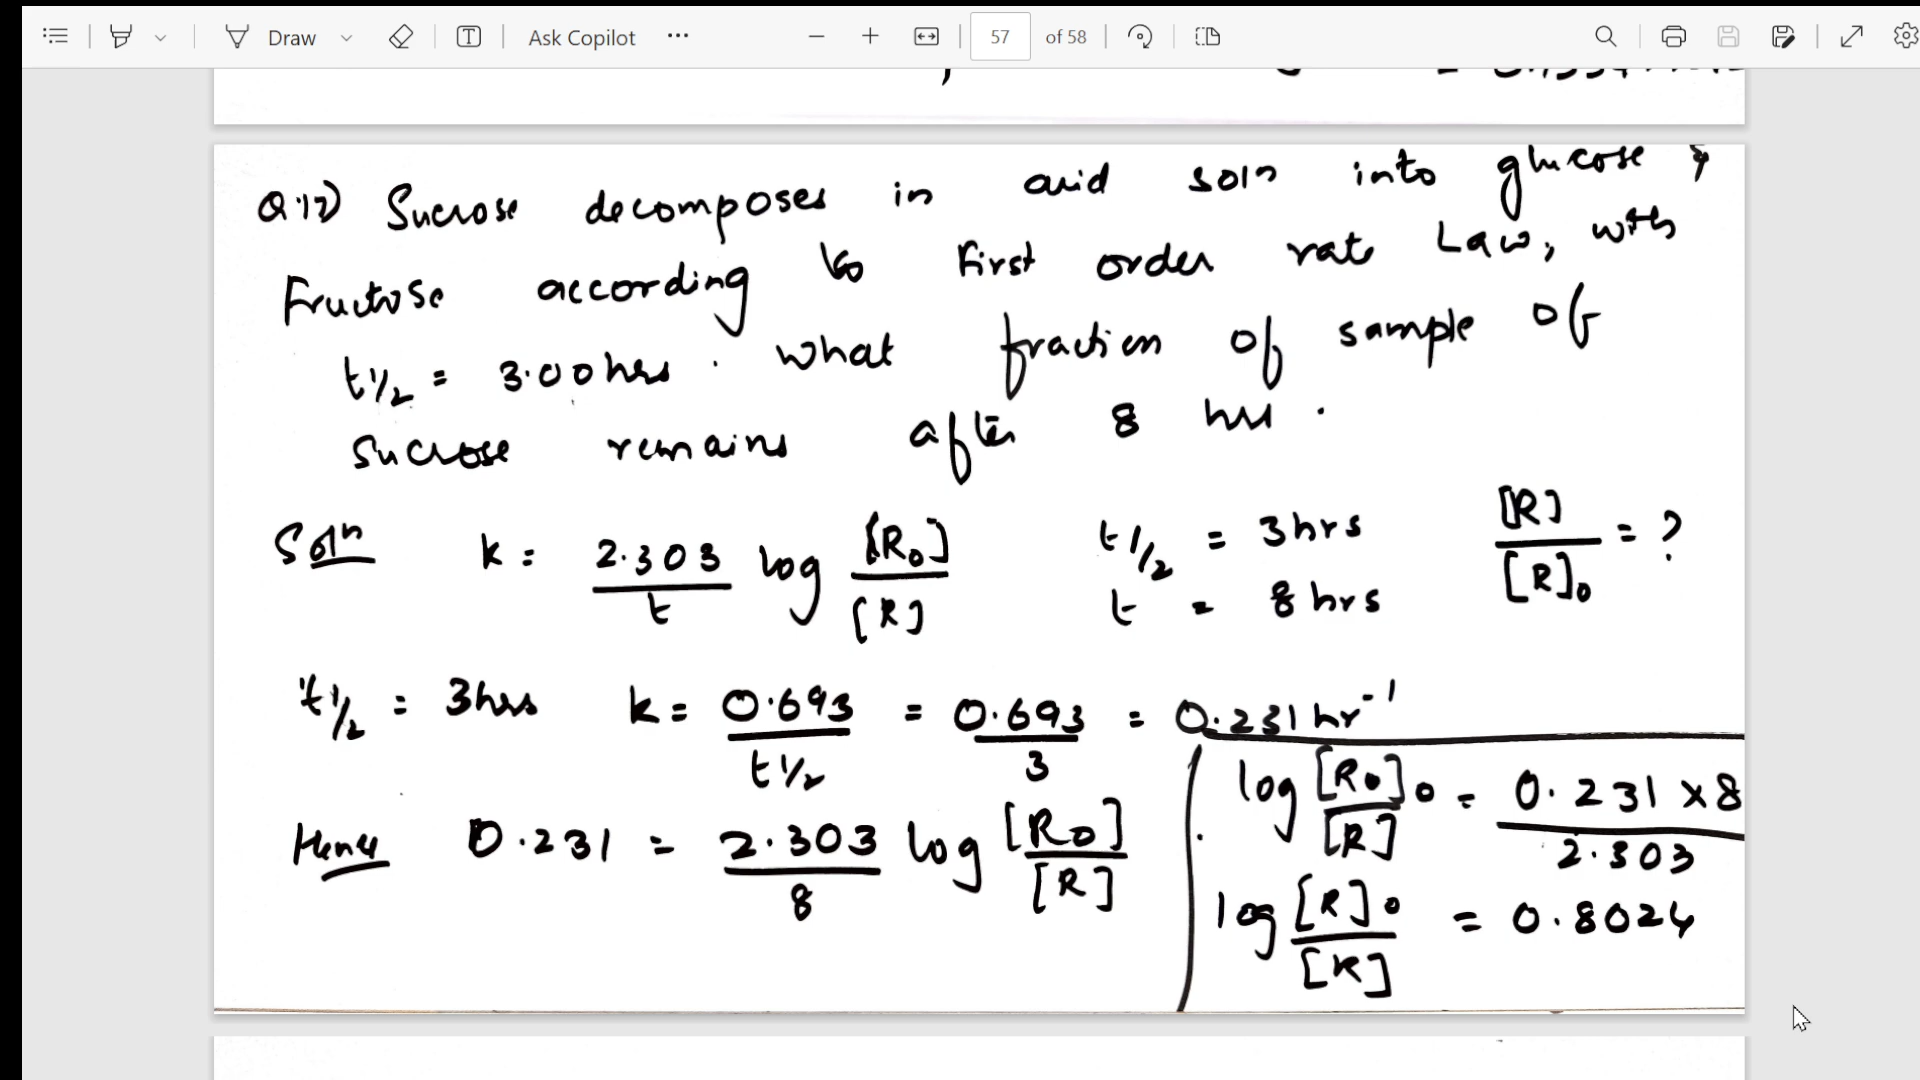 Draw
Ask Copilot
57 of 58
Q.12) Sucrose decomposes in acid soln into glucose &
Fructose according to First order rate Law, with
t1/2 = 3.00 hrs. what fraction of sample of
Sucrose remains after 8 hrs.
Soln k = 2.303/t log [R₀]/[R] t1/2 = 3hrs [R]/[R]₀ = ?
t = 8 hrs
t1/2 = 3 hrs k = 0.693/t1/2 = 0.693/3 = 0.231 hr⁻¹
Hence 0.231 = 2.303/8 log [R₀]/[R]
log [R₀]₀/[R] = 0.231 x 8/2.303
log [R]₀/[R] = 0.8024